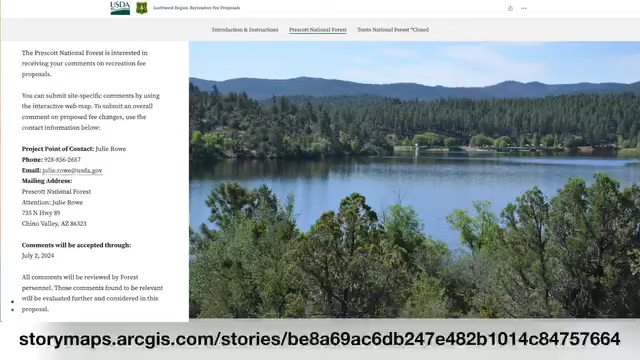 USDA
Southwest Region Recreation Fee Proposals
Introduction & Instructions
Prescott National Forest
Tonto National Forest *Closed
The Prescott National Forest is interested in
receiving your comments on recreation fee
proposals.
You can submit site-specific comments by using
the interactive web map. To submit an overall
comment on proposed fee changes, use the
contact information below:
Project Point of Contact: Julie Rowe
Phone: 928-856-2687
Email: julie.rowe@usda.gov
Mailing Address:
Prescott National Forest
Attention: Julie Rowe
735 N Hwy 89
Chino Valley, AZ 86323
Comments will be accepted through:
July 2, 2024
All comments will be reviewed by Forest
personnel. Those comments found to be relevant
will be evaluated further and considered in this
proposal.
storymaps.arcgis.com/stories/be8a69ac6db247e482b1014c84757664